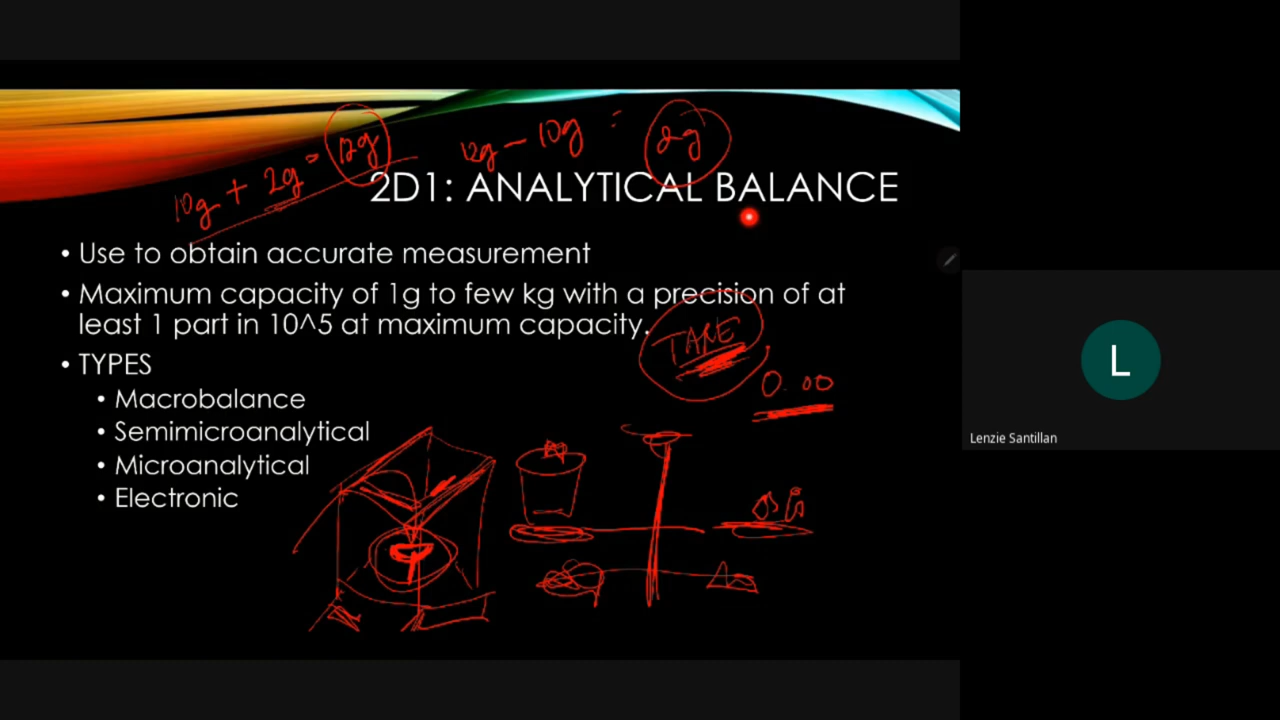 10g + 2g = 12g
12g - 10g = 2g
2D1: ANALYTICAL BALANCE
• Use to obtain accurate measurement
• Maximum capacity of 1g to few kg with a precision of at
least 1 part in 10^5 at maximum capacity.
TARE
• TYPES
0.00
• Macrobalance
• Semimicroanalytical
• Microanalytical
• Electronic
L
Lenzie Santillan